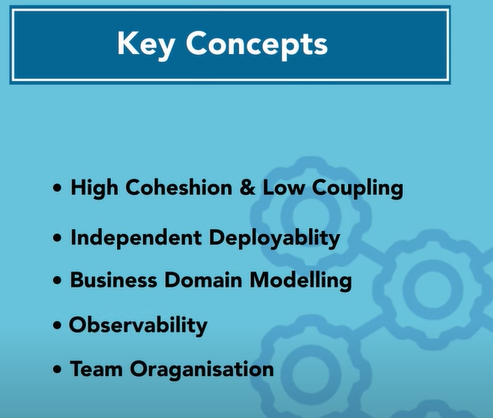 Key Concepts
• High Coheshion & Low Coupling
• Independent Deployablity
• Business Domain Modelling
• Observability
• Team Oraganisation